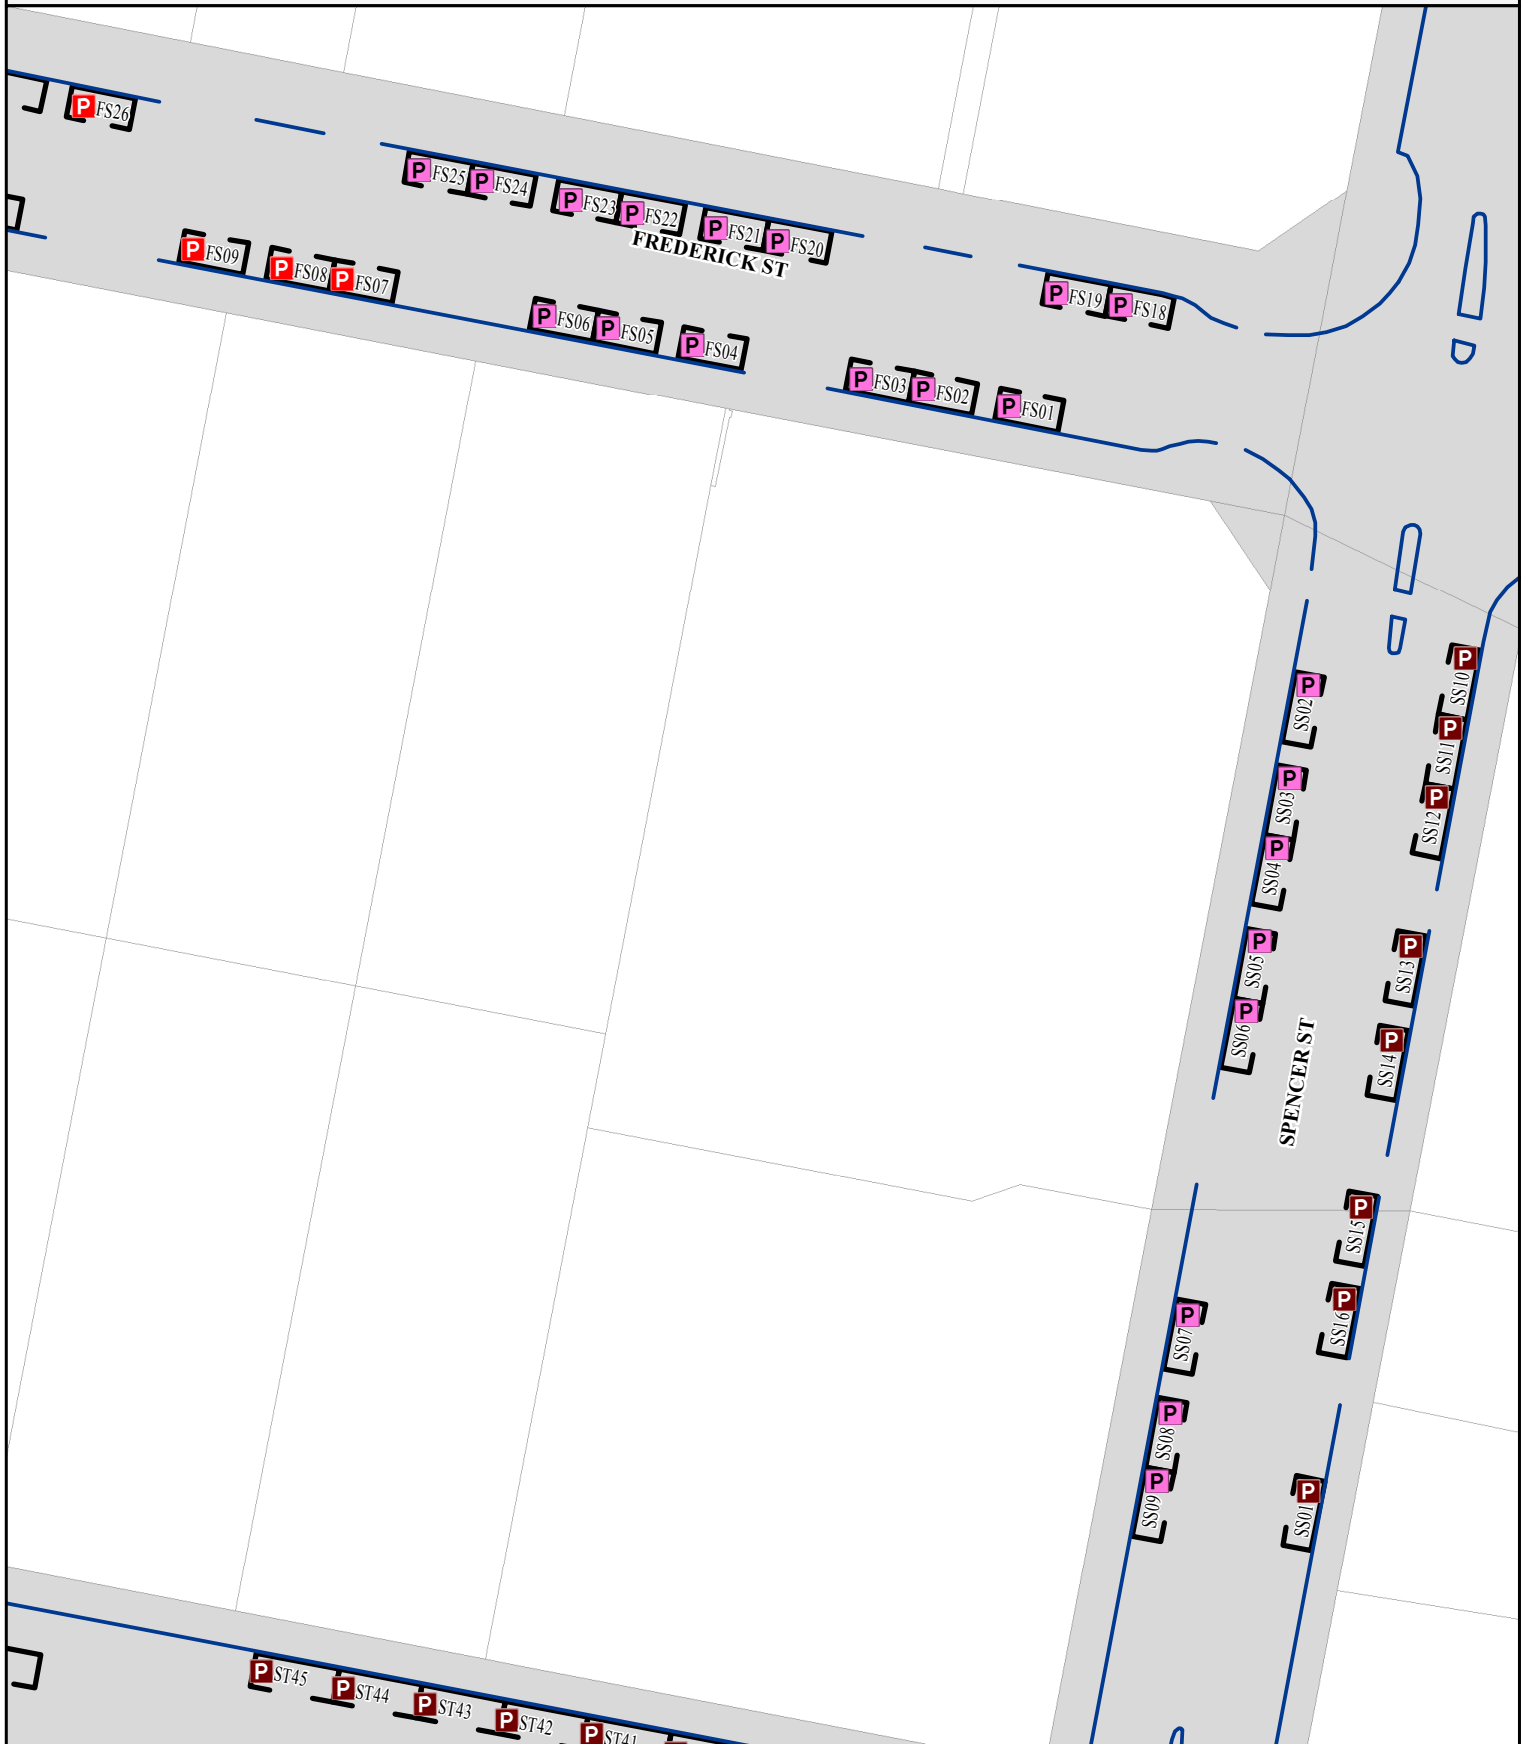 P FS26
P FS25
P FS24
P FS23
P FS22
P FS21
P FS20
FREDERICK ST
P FS09
P FS08
P FS07
P FS19
P FS18
P FS06
P FS05
P FS04
P FS03
P FS02
P FS01
P SS10
P SS02
P SS11
P SS03
P SS12
P SS04
P SS05
P SS13
P SS06
P SS14
SPENCER ST
P SS15
P SS16
P SS07
P SS08
P SS09
P SS01
P ST45
P ST44
P ST43
P ST42
P ST41